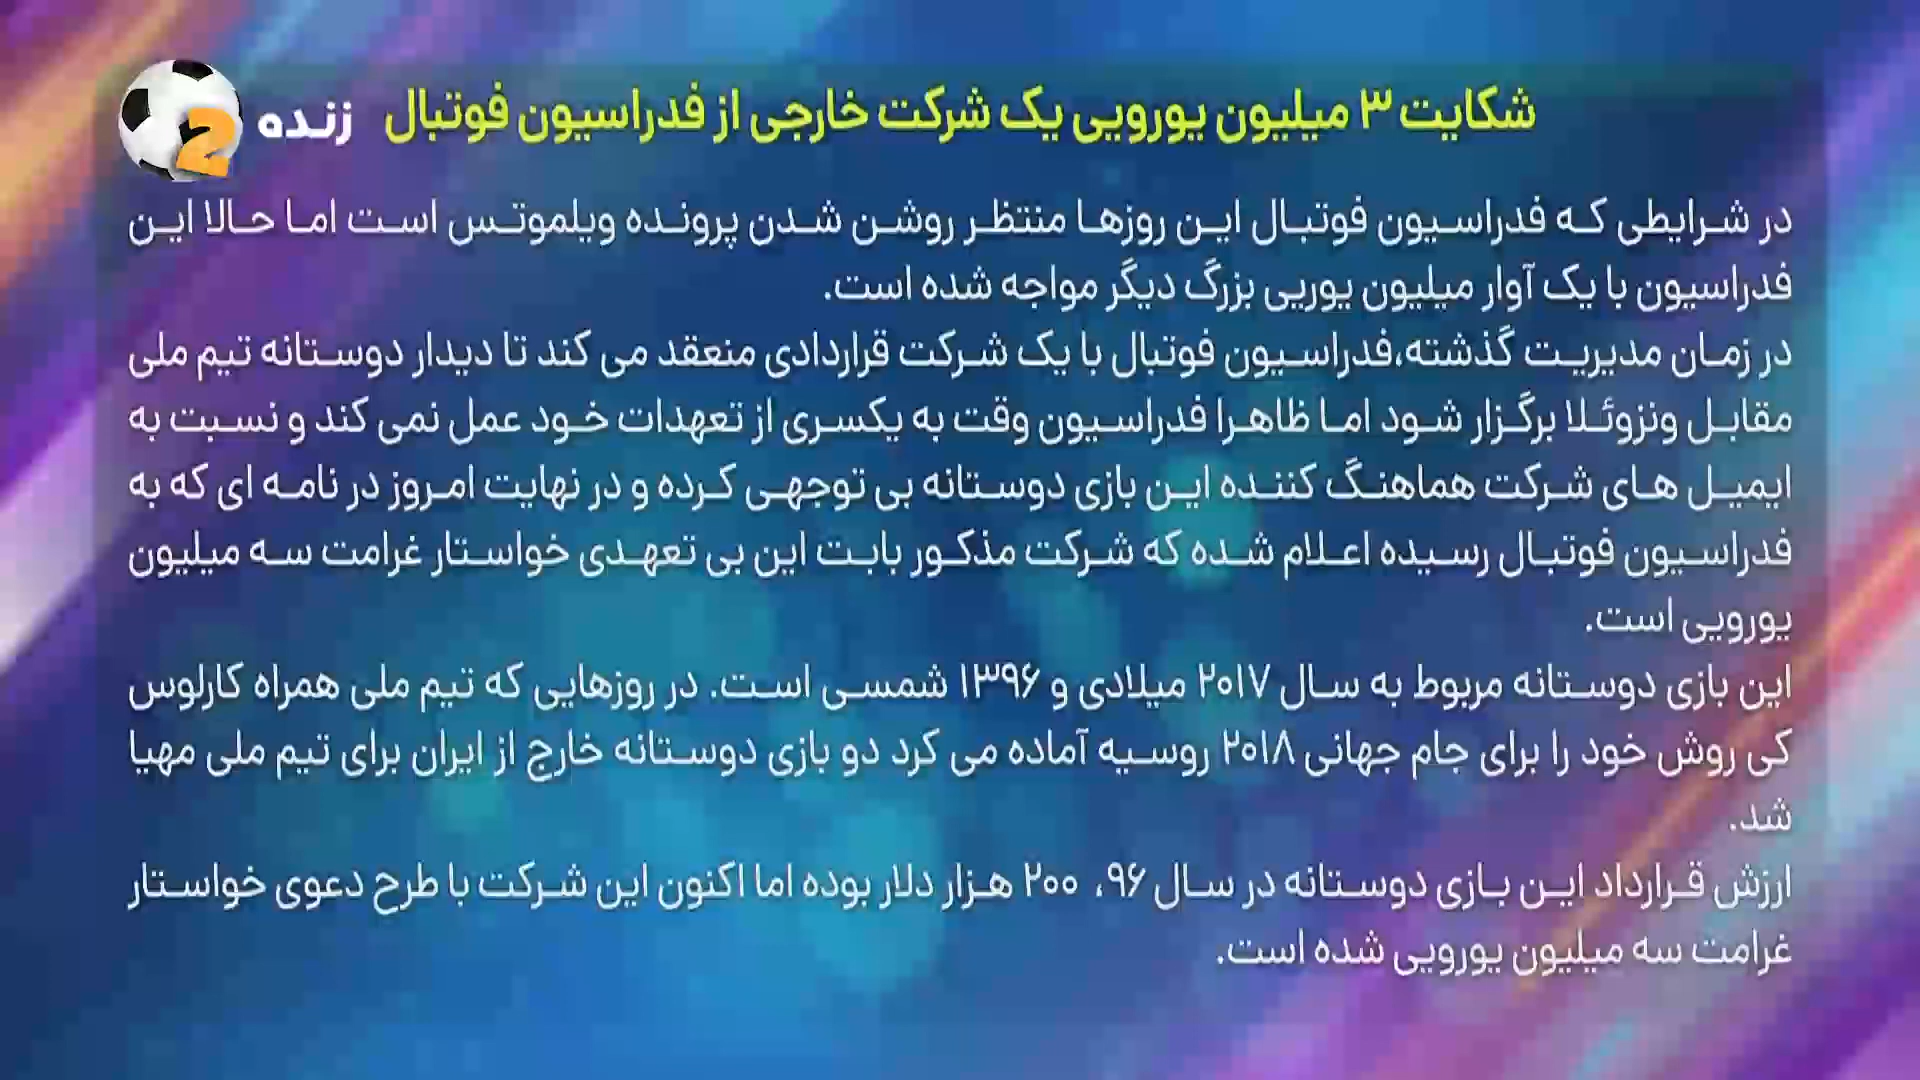 شکایت ۳ میلیون یورویی یک شرکت خارجی از فدراسیون فوتبال
زنده
2
در شرایطی که فدراسیون فوتبال این روزها منتظر روشن شدن پرونده ویلموتس است اما حالا این
فدراسیون با یک آوار میلیون یوریی بزرگ دیگر مواجه شده است.
در زمان مدیریت گذشته،فدراسیون فوتبال با یک شرکت قراردادی منعقد می کند تا دیدار دوستانه تیم ملی
مقابل ونزوئلا برگزار شود اما ظاهرا فدراسیون وقت به یکسری از تعهدات خود عمل نمی کند و نسبت به
ایمیل های شرکت هماهنگ کننده این بازی دوستانه بی توجهی کرده و در نهایت امروز در نامه ای که به
فدراسیون فوتبال رسیده اعلام شده که شرکت مذکور بابت این بی تعهدی خواستار غرامت سه میلیون
یورویی است.
این بازی دوستانه مربوط به سال ۲۰۱۷ میلادی و ۱۳۹۶ شمسی است. در روزهایی که تیم ملی همراه کارلوس
کی روش خود را برای جام جهانی ۲۰۱۸ روسیه آماده می کرد دو بازی دوستانه خارج از ایران برای تیم ملی مهیا
شد.
ارزش قرارداد این بازی دوستانه در سال ۹۶، ۲۰۰ هزار دلار بوده اما اکنون این شرکت با طرح دعوی خواستار
غرامت سه میلیون یورویی شده است.